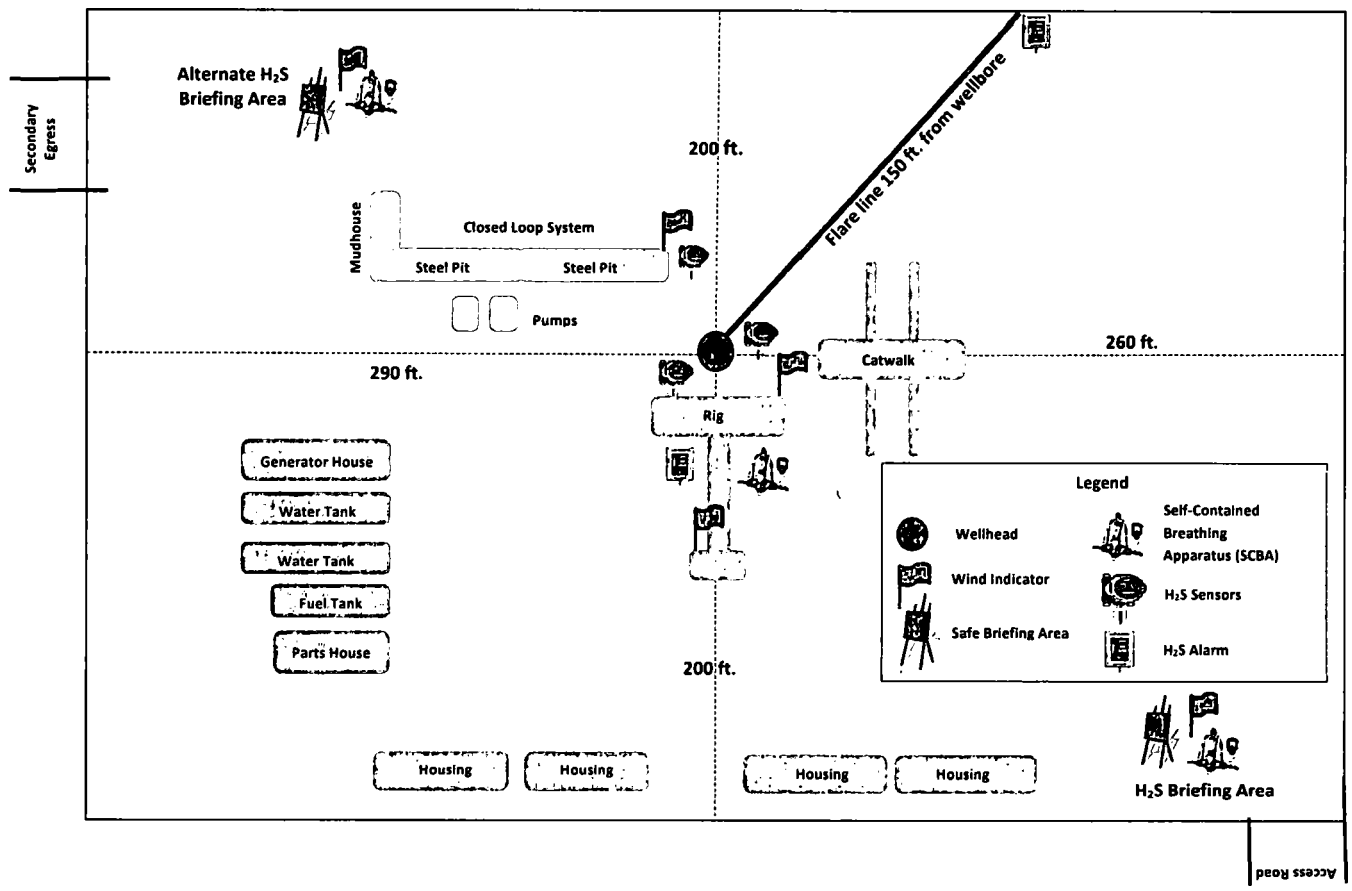 Alternate H₂S
Briefing Area
Secondary
Egress
200 ft.
Flare line 150 ft. from wellbore
Mudhouse
Closed Loop System
Steel Pit
Steel Pit
Pumps
290 ft.
260 ft.
Catwalk
Rig
Generator House
Water Tank
Water Tank
Fuel Tank
Parts House
200 ft.
Legend
Wellhead
Wind Indicator
Safe Briefing Area
Self-Contained
Breathing
Apparatus (SCBA)
H₂S Sensors
H₂S Alarm
Housing
Housing
Housing
Housing
H₂S Briefing Area
Access Road